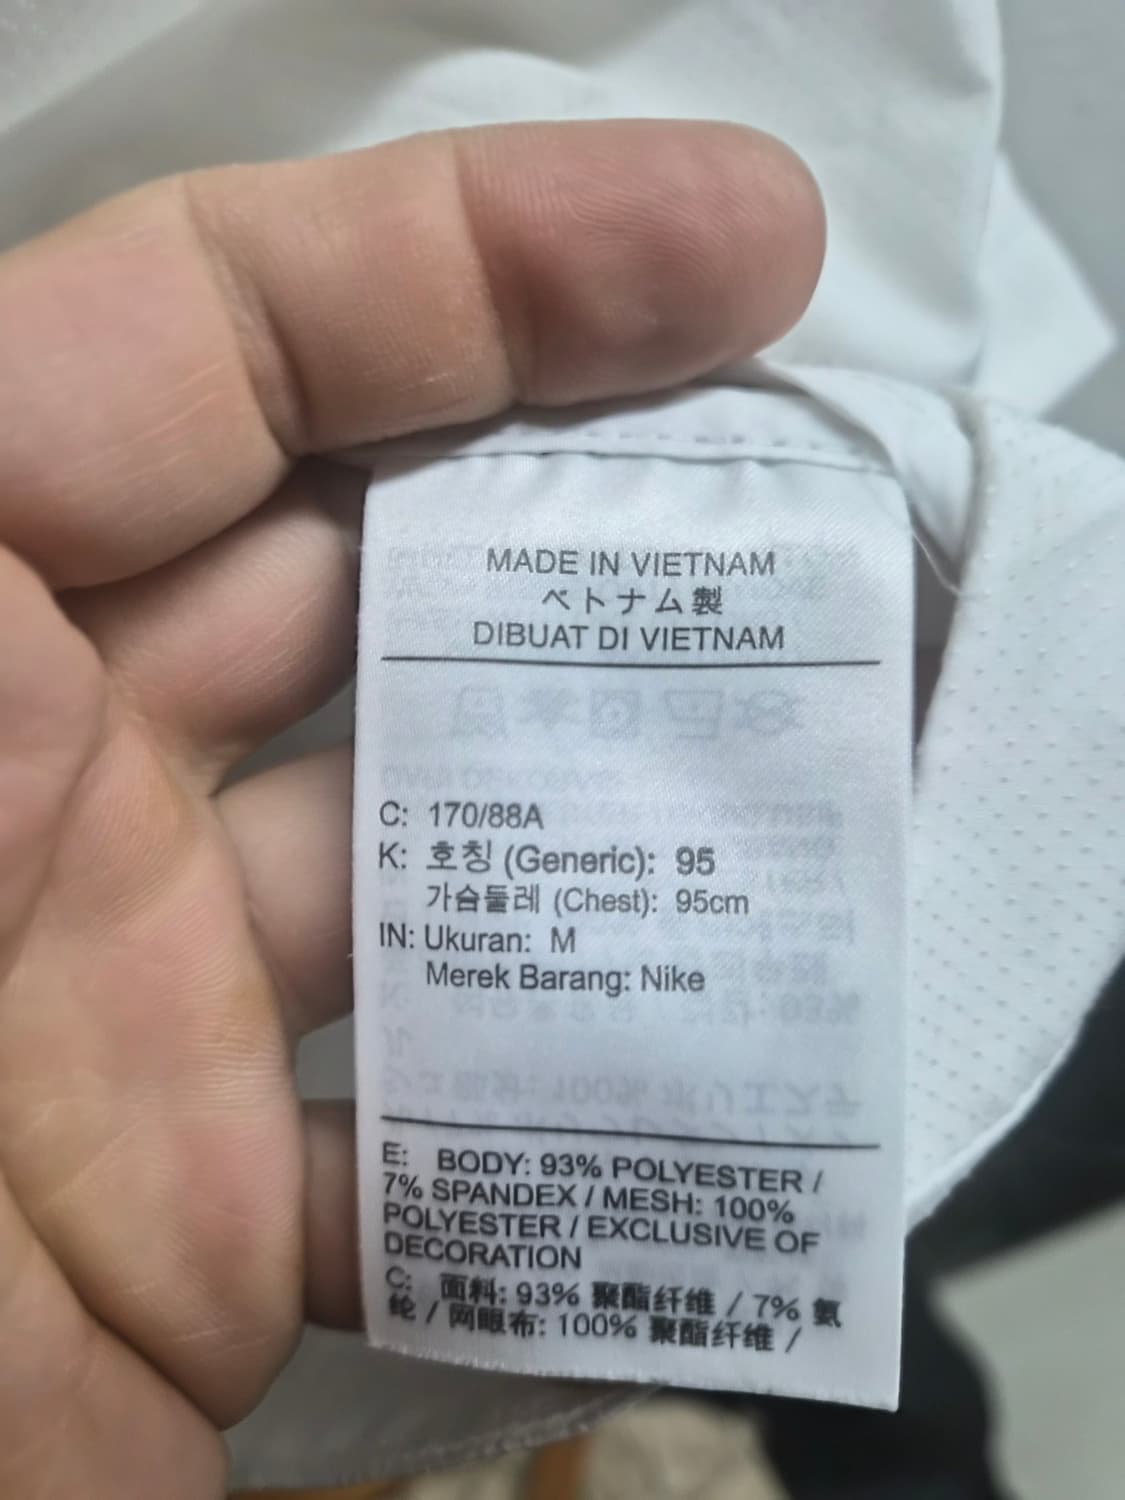 MADE IN VIETNAM
ベトナム製
DIBUAT DI VIETNAM
C: 170/88A
K: 호칭 (Generic): 95
가슴둘레 (Chest): 95cm
IN: Ukuran: M
Merek Barang: Nike
E: BODY: 93% POLYESTER /
7% SPANDEX / MESH: 100%
POLYESTER / EXCLUSIVE OF
DECORATION
C: 面料: 93% 聚酯纤维 / 7% 氨
纶 / 网眼布: 100% 聚酯纤维 /